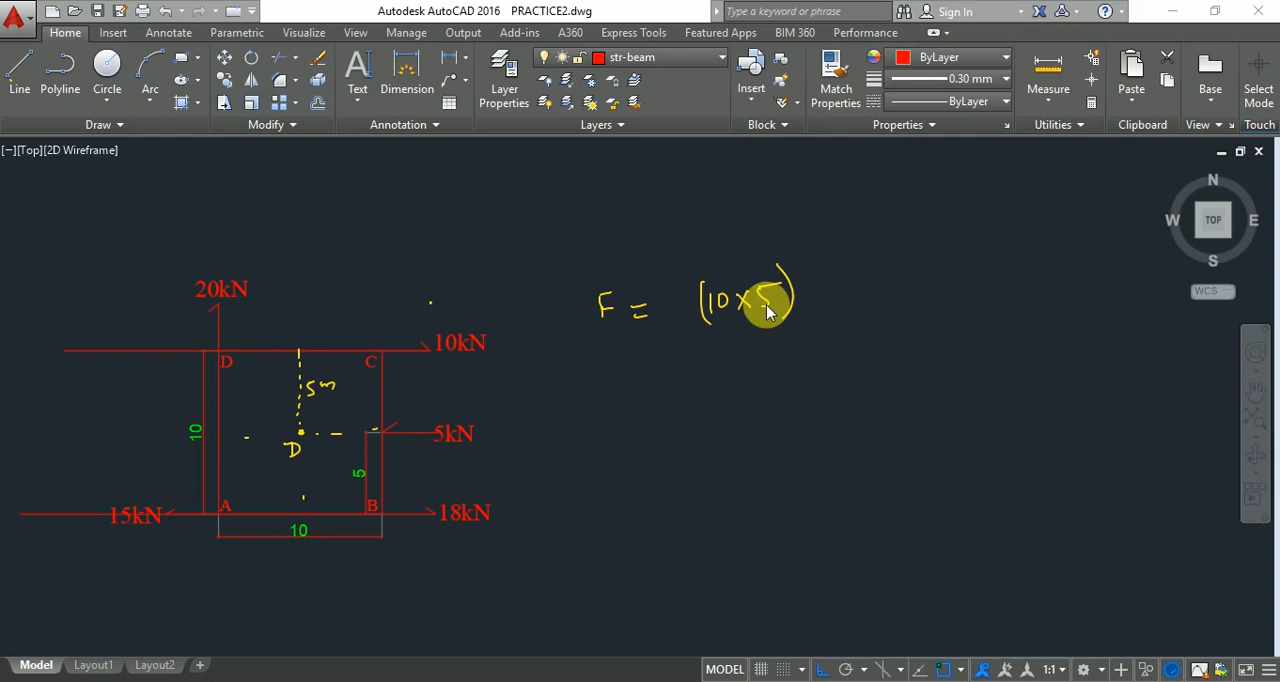 Autodesk AutoCAD 2016 PRACTICE2.dwg
Type a keyword or phrase
Sign In
Home Insert Annotate Parametric Visualize View Manage Output Add-ins A360 Express Tools Featured Apps BIM 360 Performance
Line Polyline Circle Arc
Text Dimension
Layer Properties
str-beam
Insert
Match Properties
ByLayer
0.30 mm
ByLayer
Measure
Paste
Base
Select Mode
Draw Modify Annotation Layers Block Properties Utilities Clipboard View Touch
[−][Top][2D Wireframe]
N
W TOP E
S
WCS
20kN
F = (10×5)
10kN
D C
5m
10
5kN
D
5
A B
15kN
18kN
10
Model Layout1 Layout2 +
MODEL
1:1